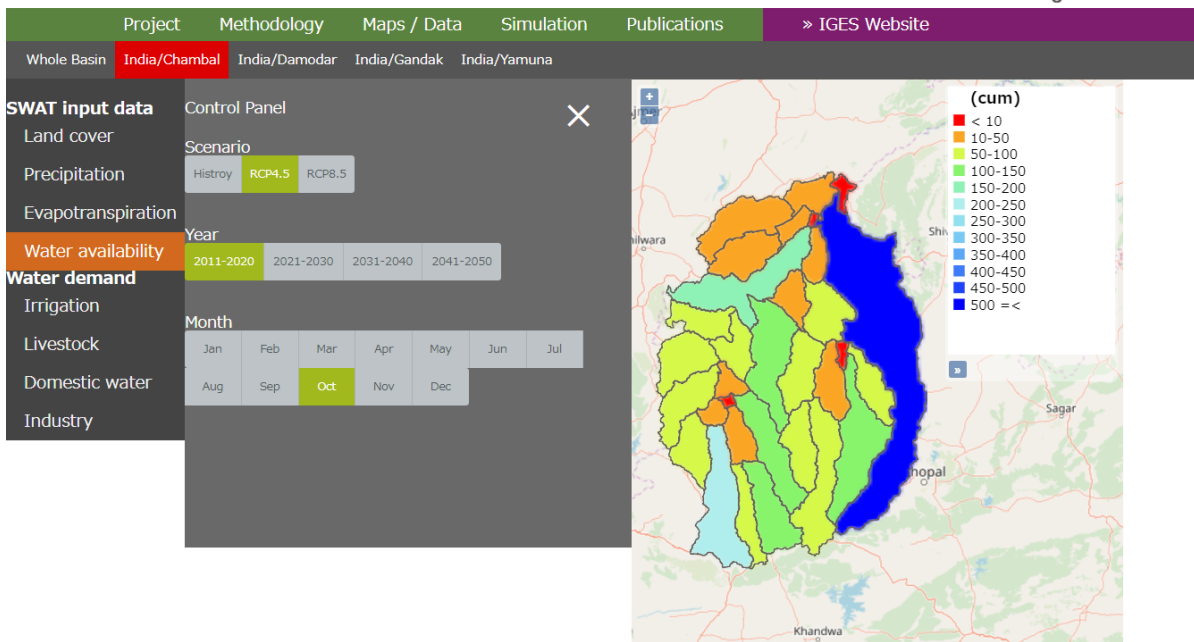 Project Methodology Maps / Data Simulation Publications » IGES Website
Whole Basin India/Chambal India/Damodar India/Gandak India/Yamuna
SWAT input data
Land cover
Precipitation
Evapotranspiration
Water availability
Water demand
Irrigation
Livestock
Domestic water
Industry
Control Panel
Scenario
Histroy RCP4.5 RCP8.5
Year
2011-2020 2021-2030 2031-2040 2041-2050
Month
Jan Feb Mar Apr May Jun Jul
Aug Sep Oct Nov Dec
+
−
(cum)
< 10
10-50
50-100
100-150
150-200
200-250
250-300
300-350
350-400
400-450
450-500
500 =<
»
Sagar
Khandwa